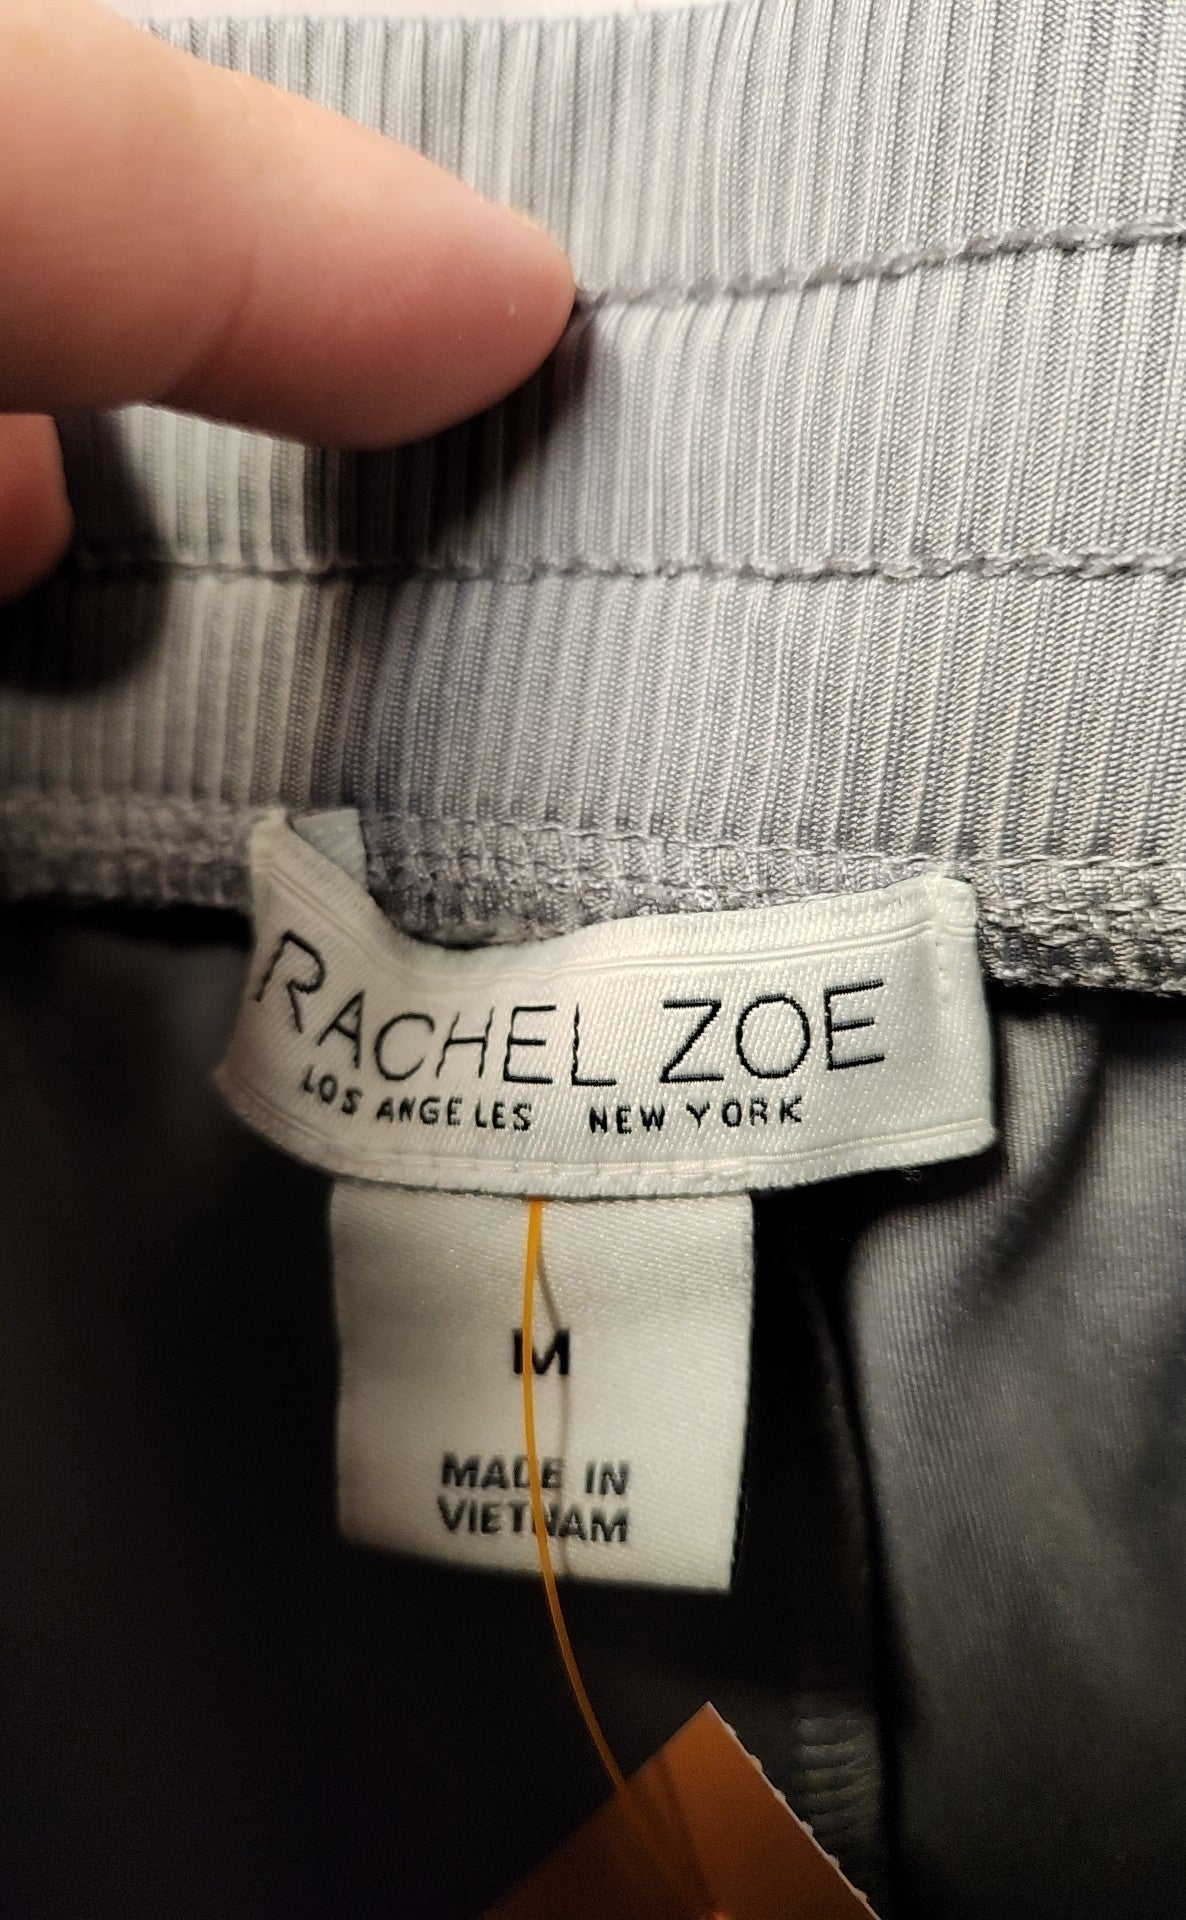 RACHEL ZOE
LOS ANGELES NEW YORK
M
MADE IN
VIETNAM